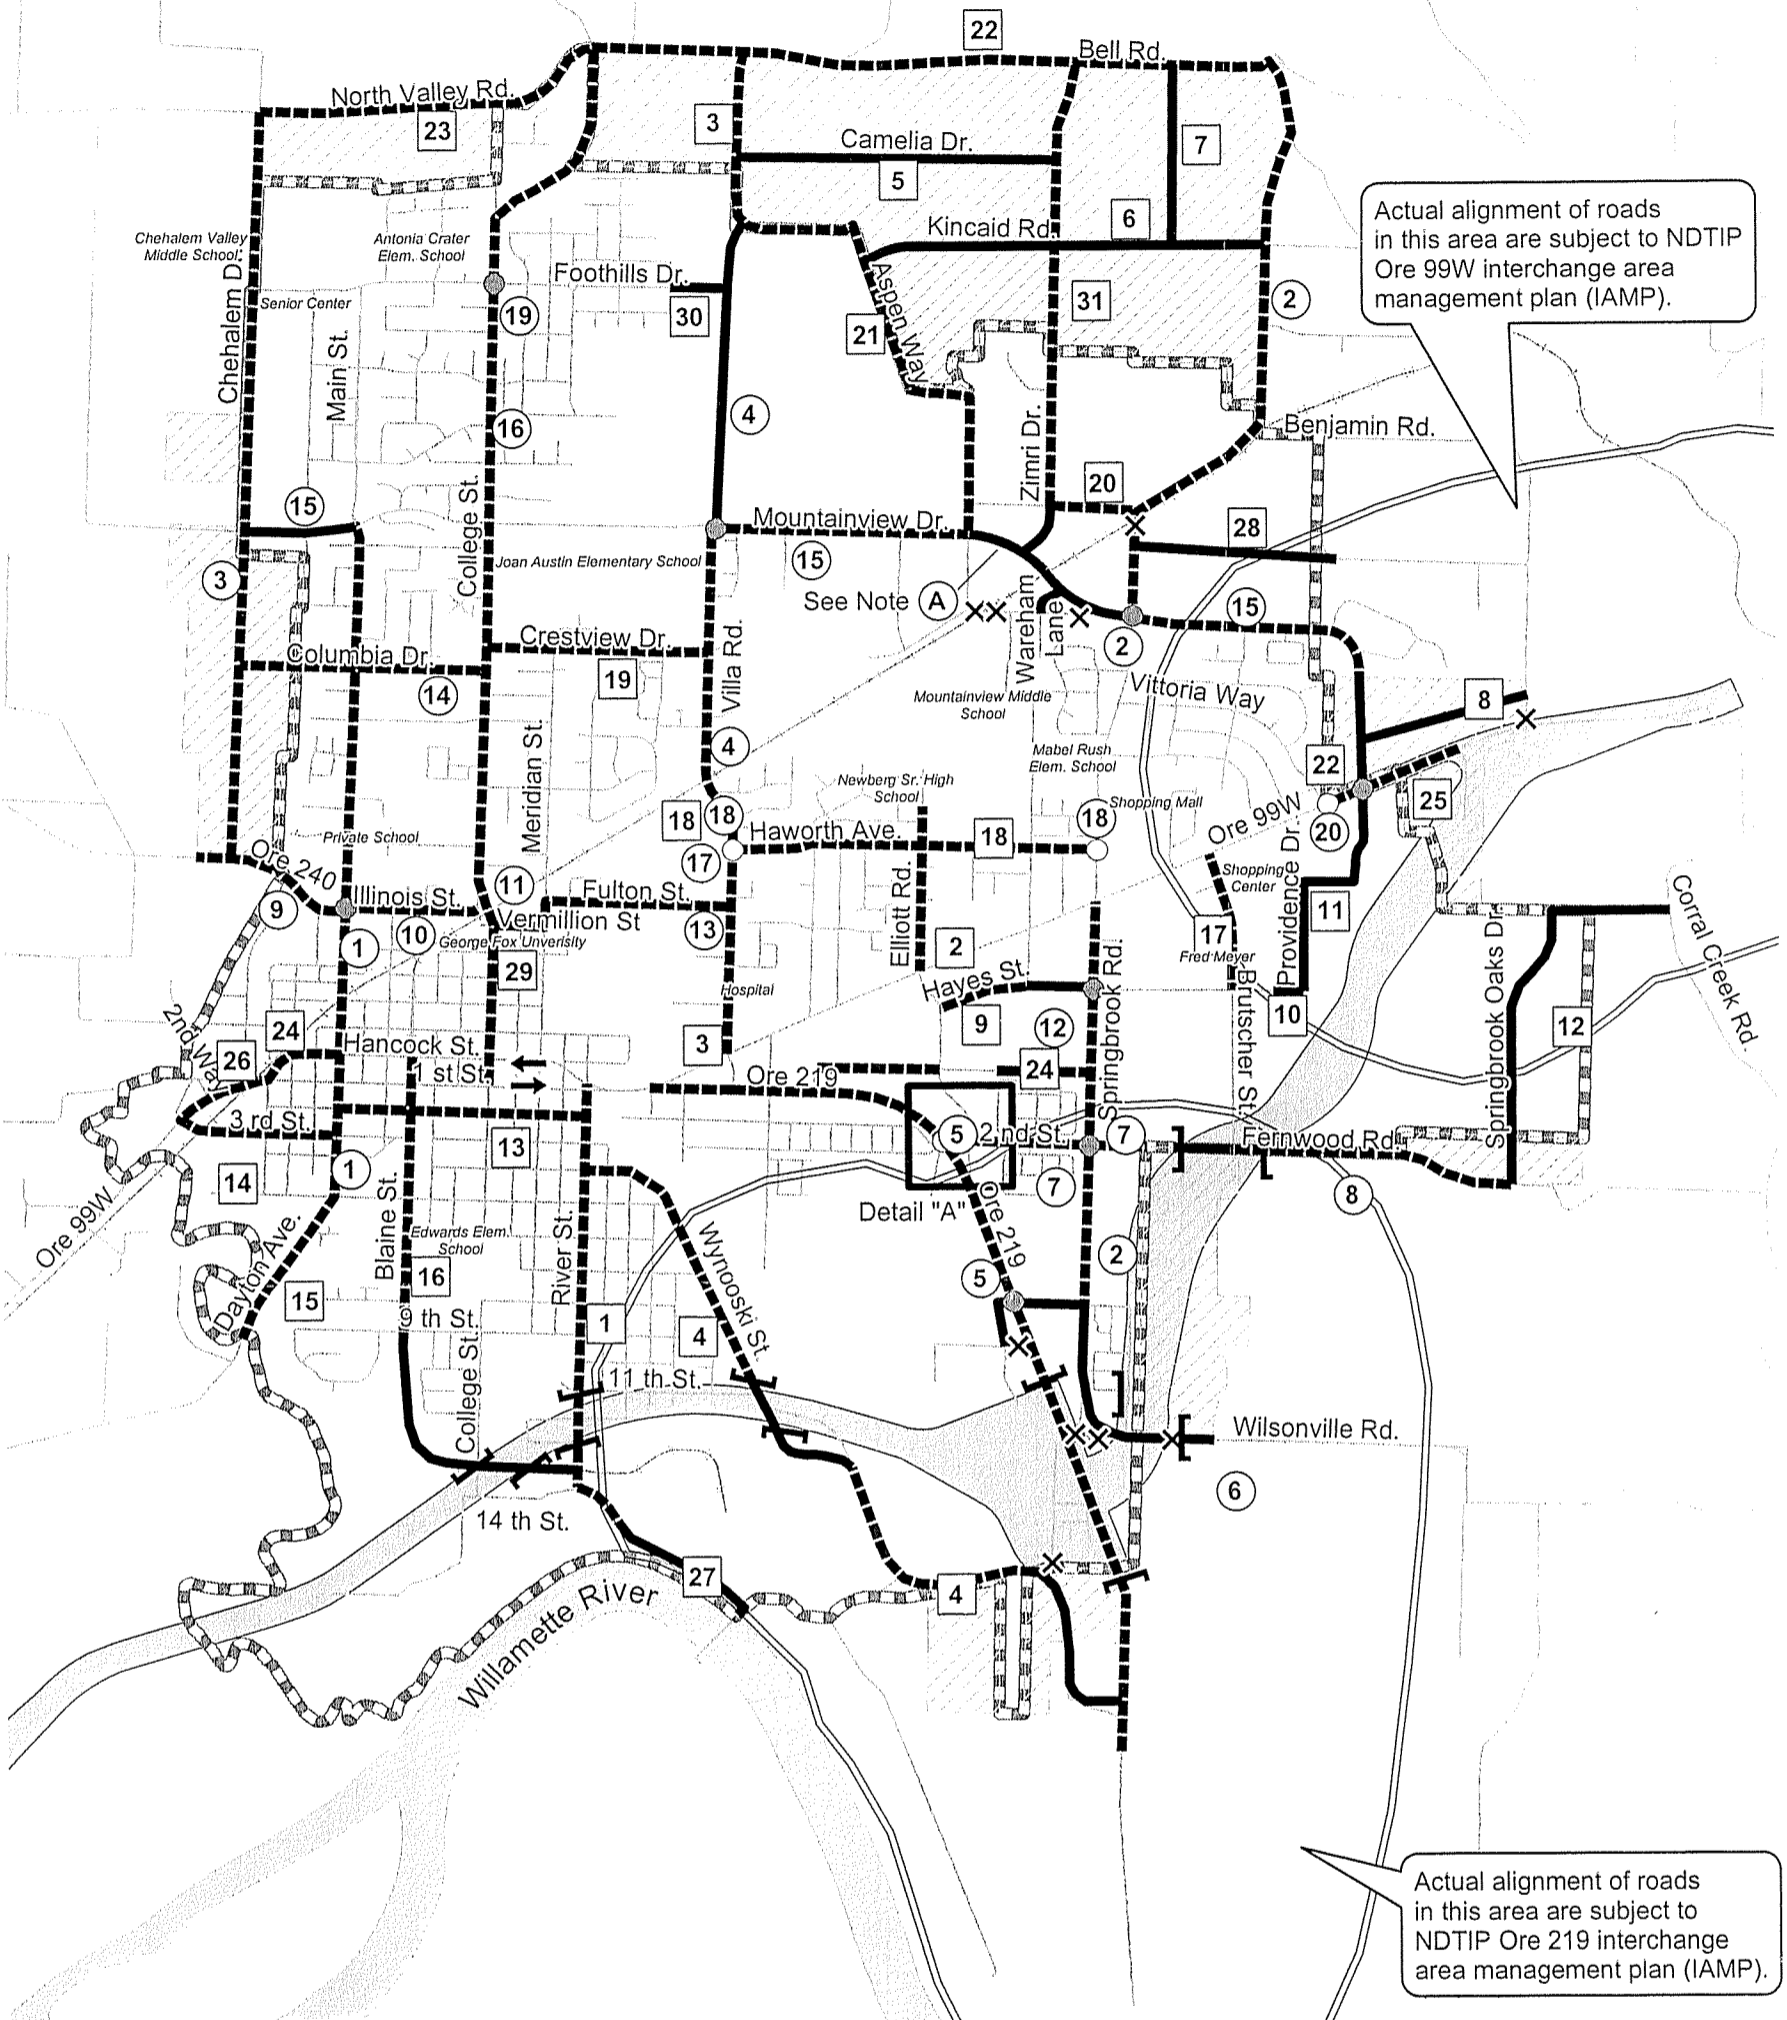 22
Bell Rd.
North Valley Rd.
23
3
Camelia Dr.
5
7
6
Kincaid Rd.
Actual alignment of roads
in this area are subject to NDTIP
Ore 99W interchange area
management plan (IAMP).
Chehalem Valley
Middle School
Antonia Crater
Elem. School
Chehalem Dr.
Senior Center
Foothills Dr.
19
30
21
Aspen Way
31
2
Main St.
16
4
Zimri Dr.
Benjamin Rd.
20
15
College St.
Mountainview Dr.
28
Joan Austin Elementary School
15
3
See Note
A
Wareham
Lane
15
2
Crestview Dr.
Columbia Dr.
19
14
Villa Rd.
Mountainview Middle
School
Vittoria Way
8
4
Meridian St.
Mabel Rush
Elem. School
22
Newberg Sr. High
School
25
18
18
18
Shopping Mall
Haworth Ave.
18
Ore 99W
20
Private School
17
Ore 240
Providence Dr.
Shopping
Center
Illinois St.
11
Fulton St.
Elliott Rd.
11
Corral Creek Rd.
9
Vermillion St
1
10
George Fox Unverisity
13
2
17
Fred Meyer
29
Hospital
Hayes St.
Springbrook Rd.
Brutscher St.
Springbrook Oaks Dr.
2nd Way
24
9
12
10
12
26
Hancock St.
3
24
1 st St.
Ore 219
3 rd St.
5
2 nd St.
7
Fernwood Rd.
13
1
14
Detail "A"
7
8
Ore 99W
Blaine St.
Edwards Elem.
School
River St.
Wynooski St.
Ore 219
2
Dayton Ave.
16
5
15
9 th St.
1
4
College St.
11 th St.
Wilsonville Rd.
6
14 th St.
27
4
Willamette River
Actual alignment of roads
in this area are subject to
NDTIP Ore 219 interchange
area management plan (IAMP).